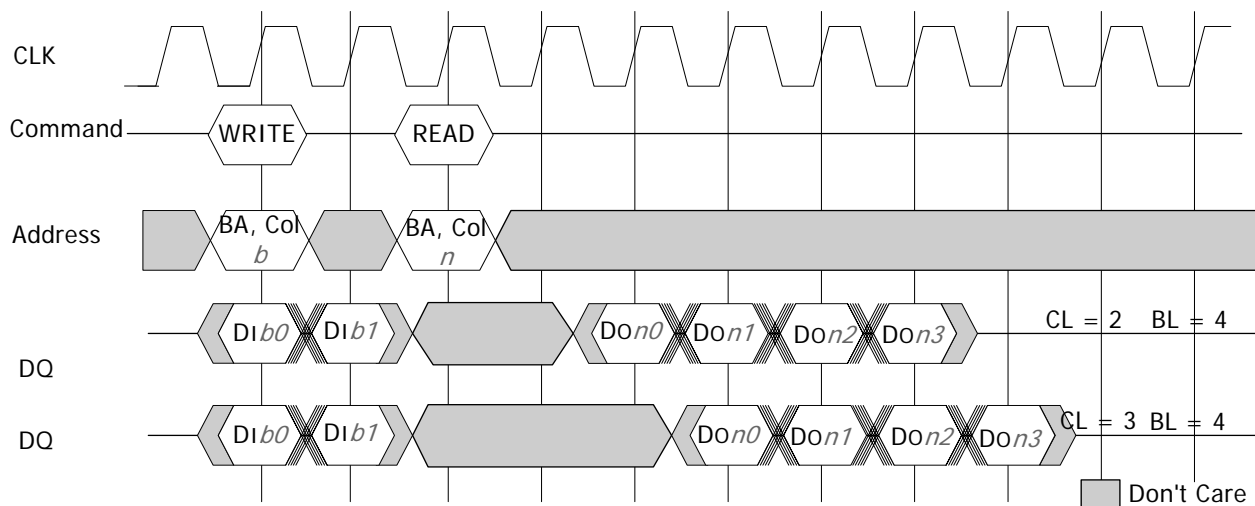 CLK
Command WRITE READ
Address BA, Col b BA, Col n
DQ DIb0 DIb1 DOn0 DOn1 DOn2 DOn3 CL = 2 BL = 4
DQ DIb0 DIb1 DOn0 DOn1 DOn2 DOn3 CL = 3 BL = 4
Don't Care